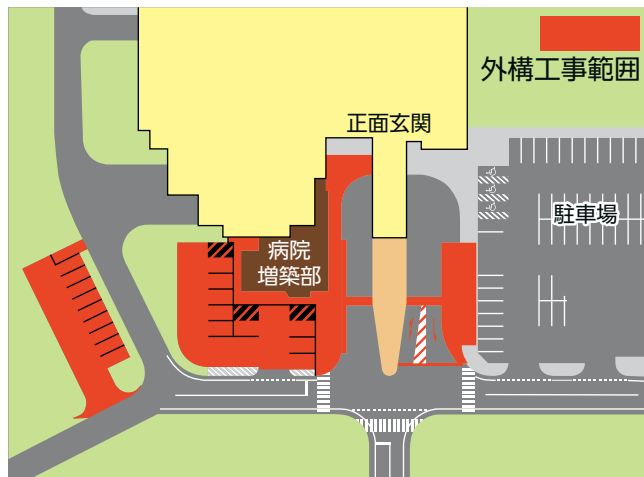 外構工事範囲
正面玄関
駐車場
病院
増築部